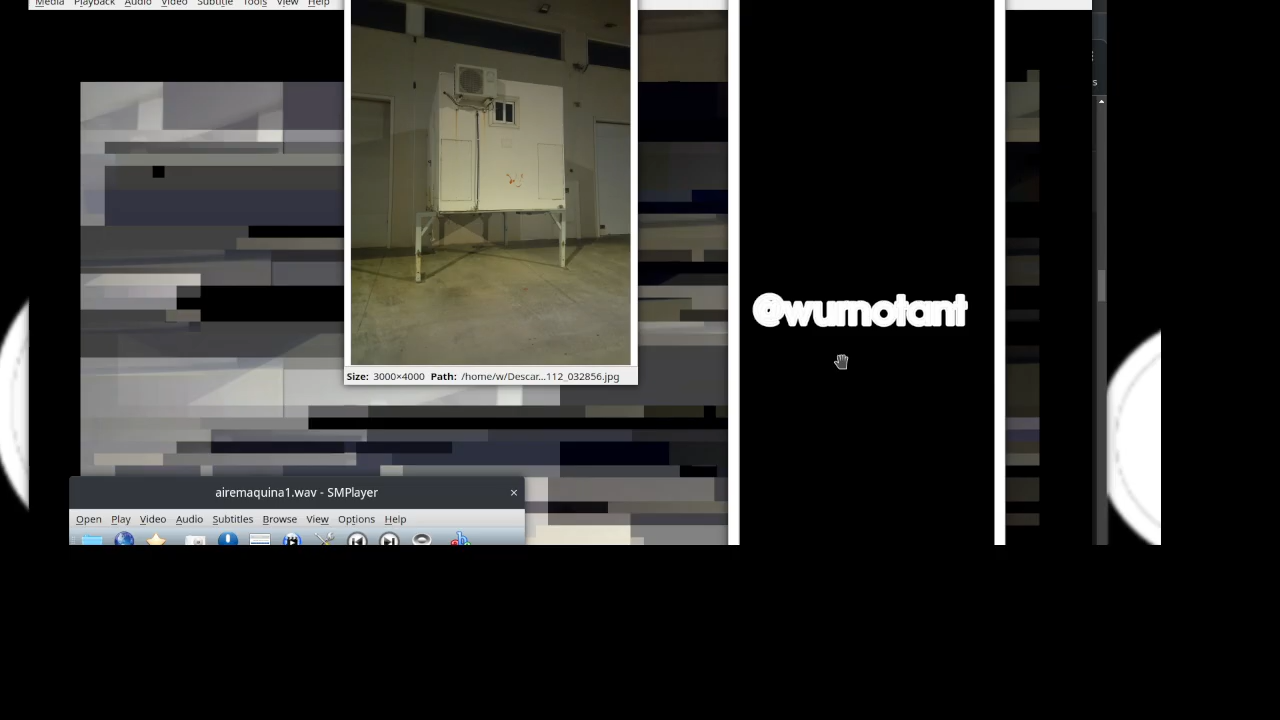 Media Playback Audio Video Subtitle Tools View Help
s
@wurnotant
Size: 3000×4000 Path: /home/w/Descar...112_032856.jpg
airemaquina1.wav - SMPlayer
Open Play Video Audio Subtitles Browse View Options Help